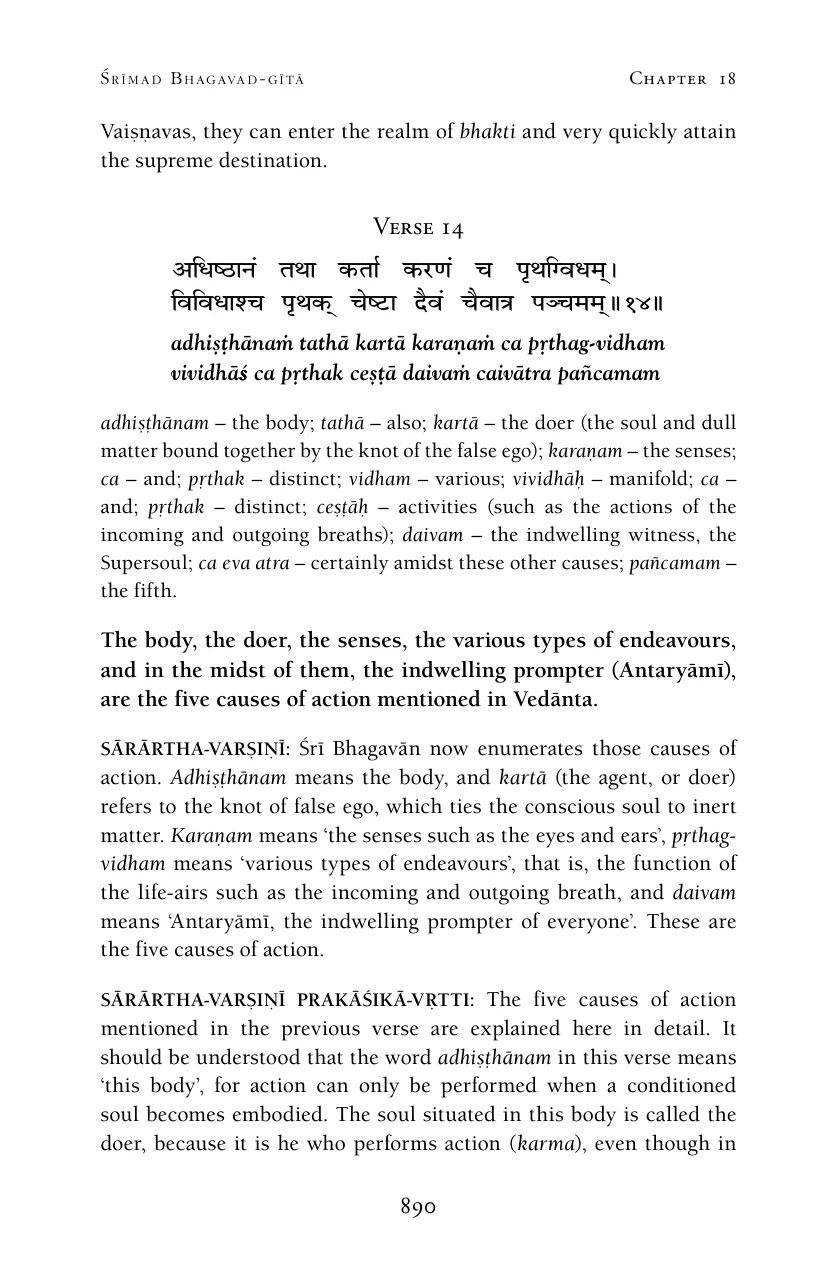 Śrīmad Bhagavad-gītā Chapter 18
Vaiṣṇavas, they can enter the realm of bhakti and very quickly attain
the supreme destination.
Verse 14
अधिष्ठानं तथा कर्ता करणं च पृथग्विधम्।
विविधाश्च पृथक् चेष्टा दैवं चैवात्र पञ्चमम्॥१४॥
adhiṣṭhānaṁ tathā kartā karaṇaṁ ca pṛthag-vidham
vividhāś ca pṛthak ceṣṭā daivaṁ caivātra pañcamam
adhiṣṭhānam – the body; tathā – also; kartā – the doer (the soul and dull
matter bound together by the knot of the false ego); karaṇam – the senses;
ca – and; pṛthak – distinct; vidham – various; vividhāḥ – manifold; ca –
and; pṛthak – distinct; ceṣṭāḥ – activities (such as the actions of the
incoming and outgoing breaths); daivam – the indwelling witness, the
Supersoul; ca eva atra – certainly amidst these other causes; pañcamam –
the fifth.
The body, the doer, the senses, the various types of endeavours,
and in the midst of them, the indwelling prompter (Antaryāmī),
are the five causes of action mentioned in Vedānta.
SĀRĀRTHA-VARṢIṆĪ: Śrī Bhagavān now enumerates those causes of
action. Adhiṣṭhānam means the body, and kartā (the agent, or doer)
refers to the knot of false ego, which ties the conscious soul to inert
matter. Karaṇam means ‘the senses such as the eyes and ears’, pṛthag-
vidham means ‘various types of endeavours’, that is, the function of
the life-airs such as the incoming and outgoing breath, and daivam
means ‘Antaryāmī, the indwelling prompter of everyone’. These are
the five causes of action.
SĀRĀRTHA-VARṢIṆĪ PRAKĀŚIKĀ-VṚTTI: The five causes of action
mentioned in the previous verse are explained here in detail. It
should be understood that the word adhiṣṭhānam in this verse means
‘this body’, for action can only be performed when a conditioned
soul becomes embodied. The soul situated in this body is called the
doer, because it is he who performs action (karma), even though in
890